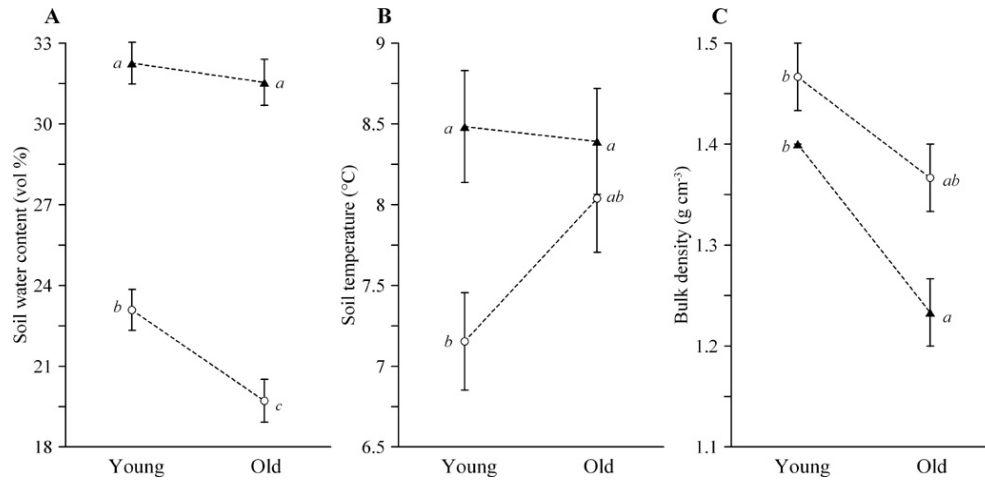 A
33
30
27
24
21
18
Soil water content (vol %)
a
a
b
c
Young
Old
B
9
8.5
8
7.5
7
6.5
Soil temperature (°C)
a
a
ab
b
Young
Old
C
1.5
1.4
1.3
1.2
1.1
Bulk density (g cm⁻³)
b
b
ab
a
Young
Old